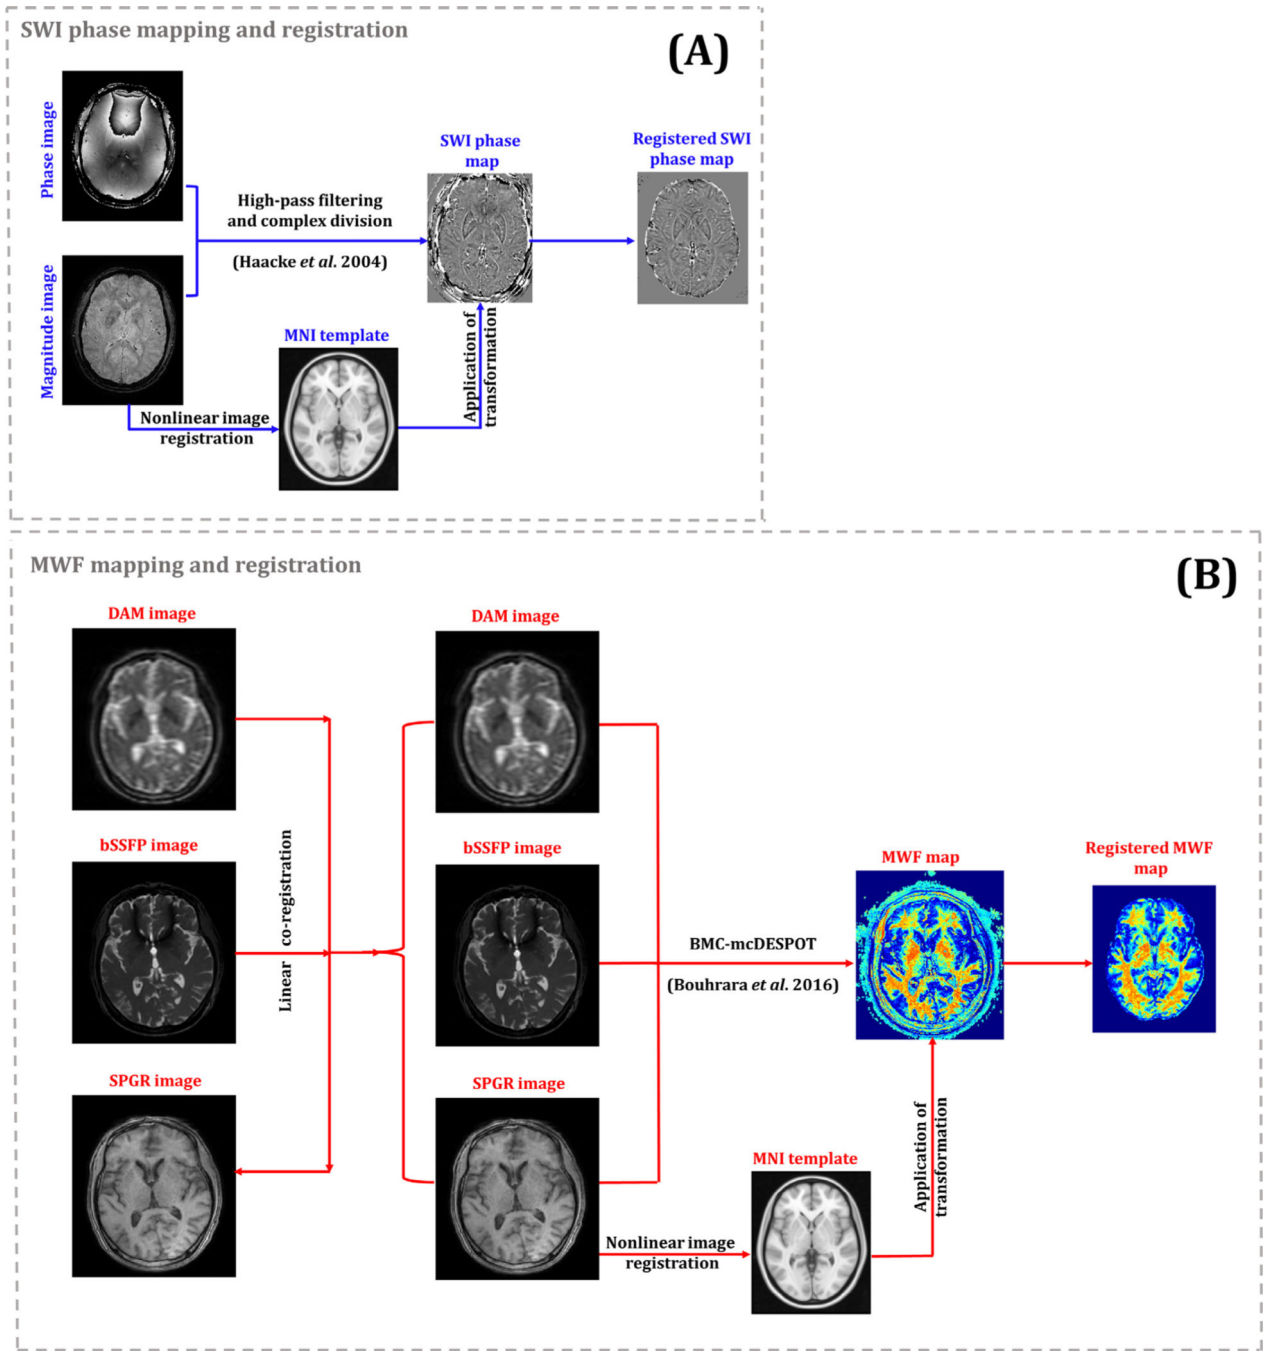 SWI phase mapping and registration
(A)
Phase image
Magnitude image
High-pass filtering
and complex division
(Haacke et al. 2004)
SWI phase
map
Registered SWI
phase map
MNI template
Nonlinear image
registration
Application of
transformation
MWF mapping and registration
(B)
DAM image
bSSFP image
SPGR image
Linear co-registration
DAM image
bSSFP image
SPGR image
BMC-mcDESPOT
(Bouhrara et al. 2016)
MWF map
Registered MWF
map
MNI template
Nonlinear image
registration
Application of
transformation